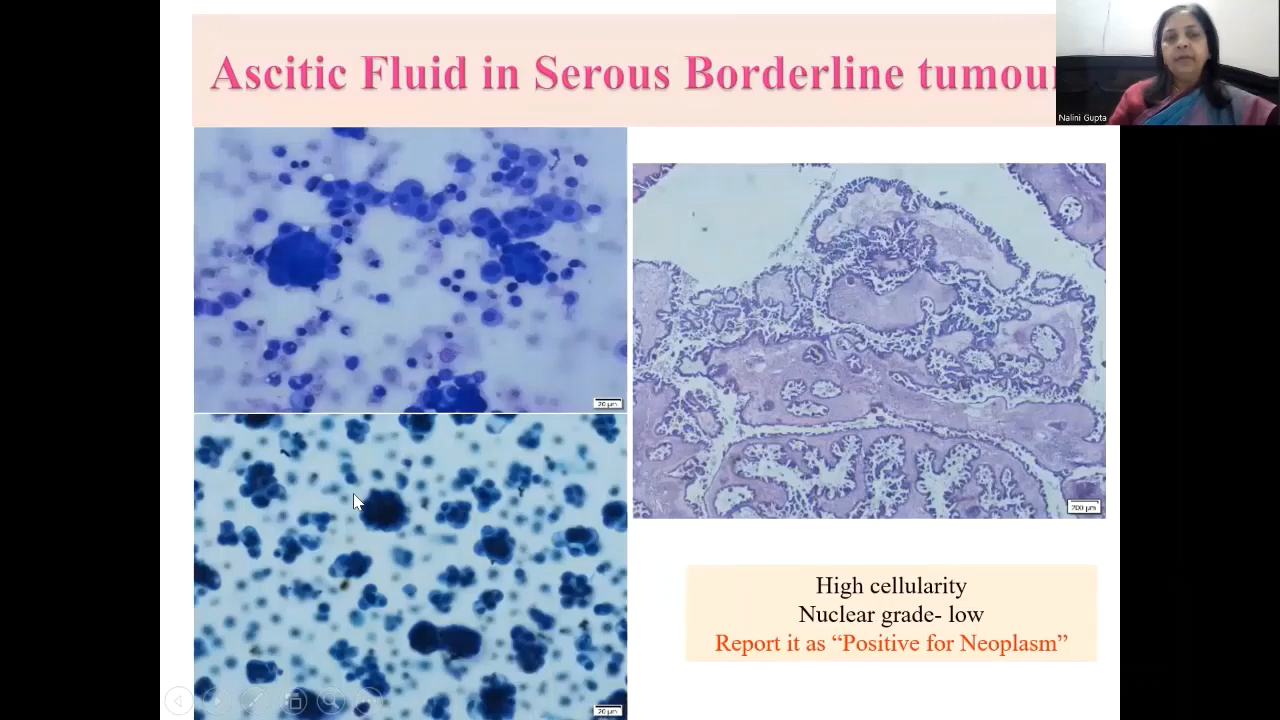 Ascitic Fluid in Serous Borderline tumour
Nalini Gupta
20 µm
200 µm
20 µm
High cellularity
Nuclear grade- low
Report it as “Positive for Neoplasm”